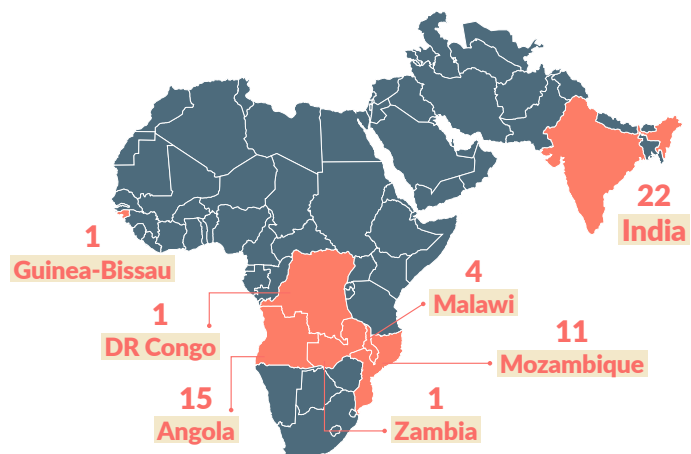 22
India
1
Guinea-Bissau
4
Malawi
1
DR Congo
11
Mozambique
15
Angola
1
Zambia